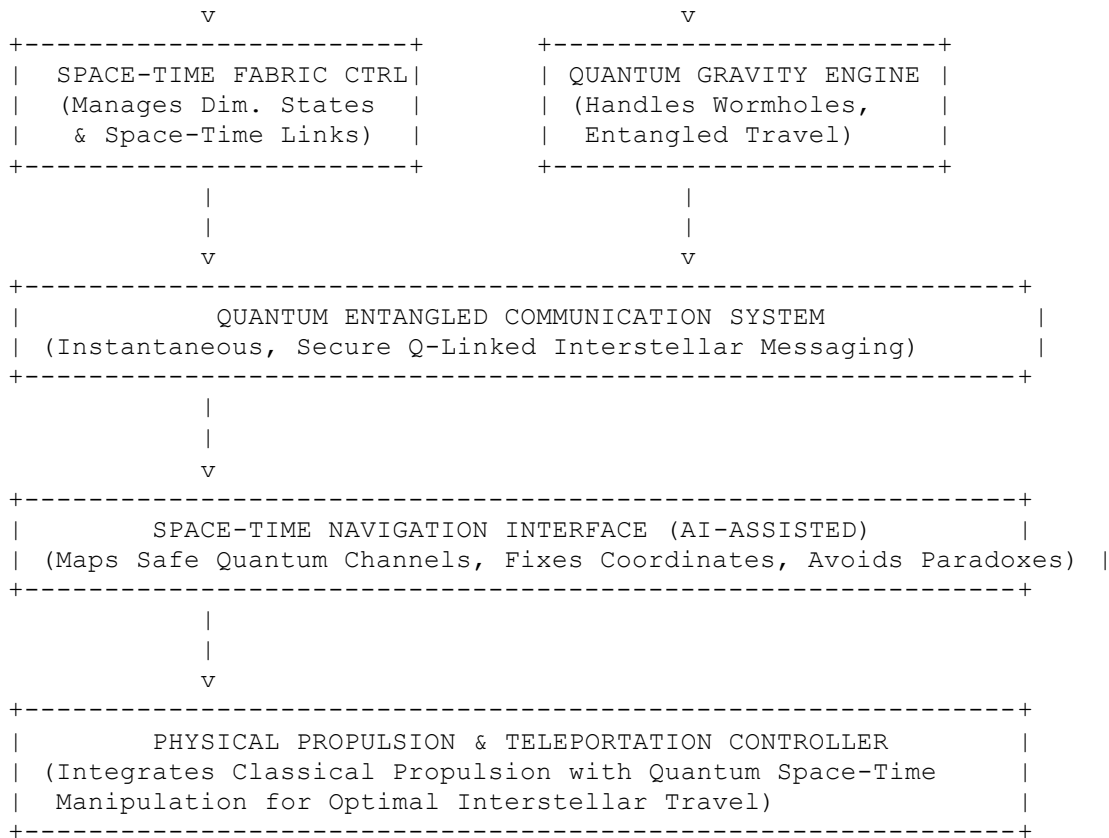 v v
+------------------------+ +------------------------+
| SPACE-TIME FABRIC CTRL| | QUANTUM GRAVITY ENGINE |
| (Manages Dim. States | | (Handles Wormholes, |
| & Space-Time Links) | | Entangled Travel) |
+------------------------+ +------------------------+
| |
| |
v v
+--------------------------------------------------------------+
| QUANTUM ENTANGLED COMMUNICATION SYSTEM |
| (Instantaneous, Secure Q-Linked Interstellar Messaging) |
+--------------------------------------------------------------+
|
|
v
+--------------------------------------------------------------+
| SPACE-TIME NAVIGATION INTERFACE (AI-ASSISTED) |
| (Maps Safe Quantum Channels, Fixes Coordinates, Avoids Paradoxes) |
+--------------------------------------------------------------+
|
|
v
+--------------------------------------------------------------+
| PHYSICAL PROPULSION & TELEPORTATION CONTROLLER |
| (Integrates Classical Propulsion with Quantum Space-Time |
| Manipulation for Optimal Interstellar Travel) |
+--------------------------------------------------------------+